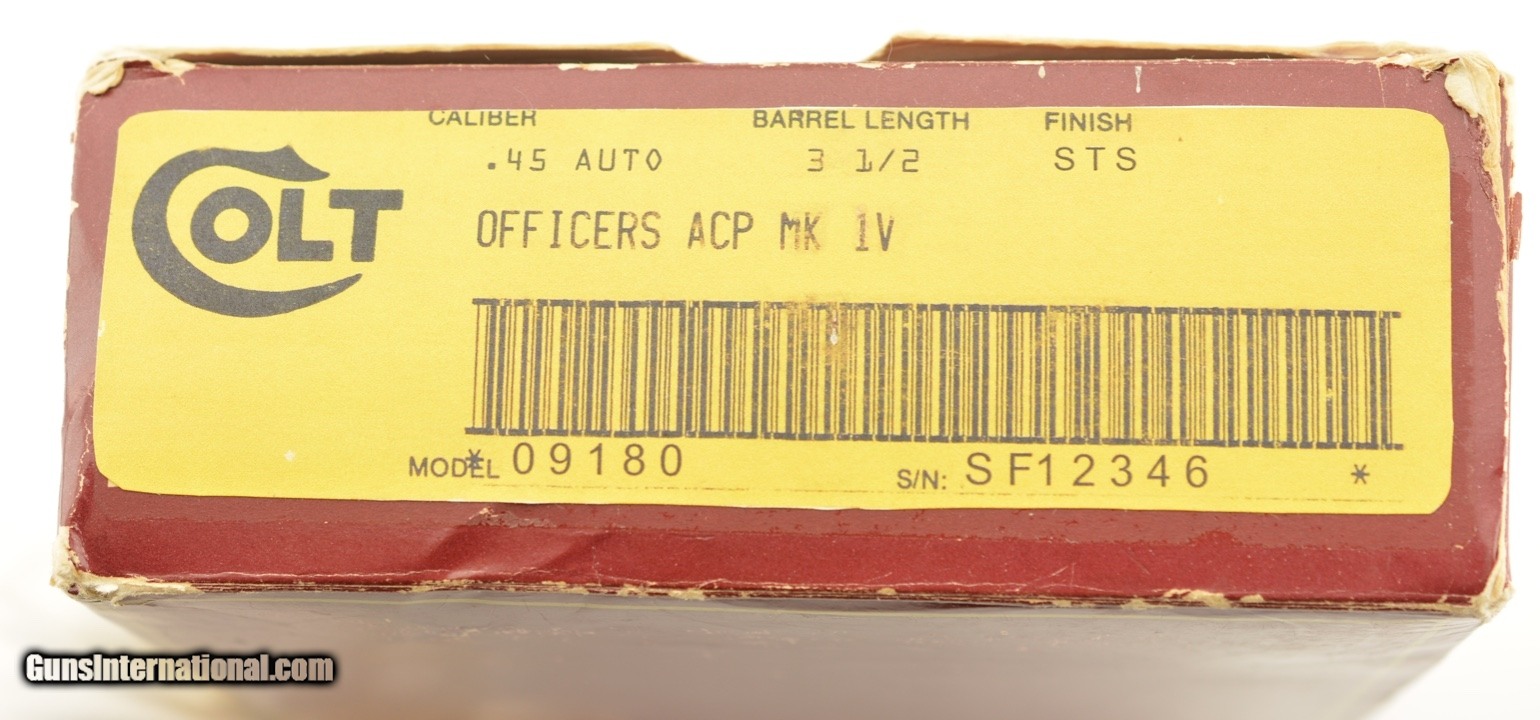 CALIBER BARREL LENGTH FINISH
.45 AUTO 3 1/2 STS
COLT
OFFICERS ACP MK 1V
MODEL *09180 S/N: SF12346 *
GunsInternational.com